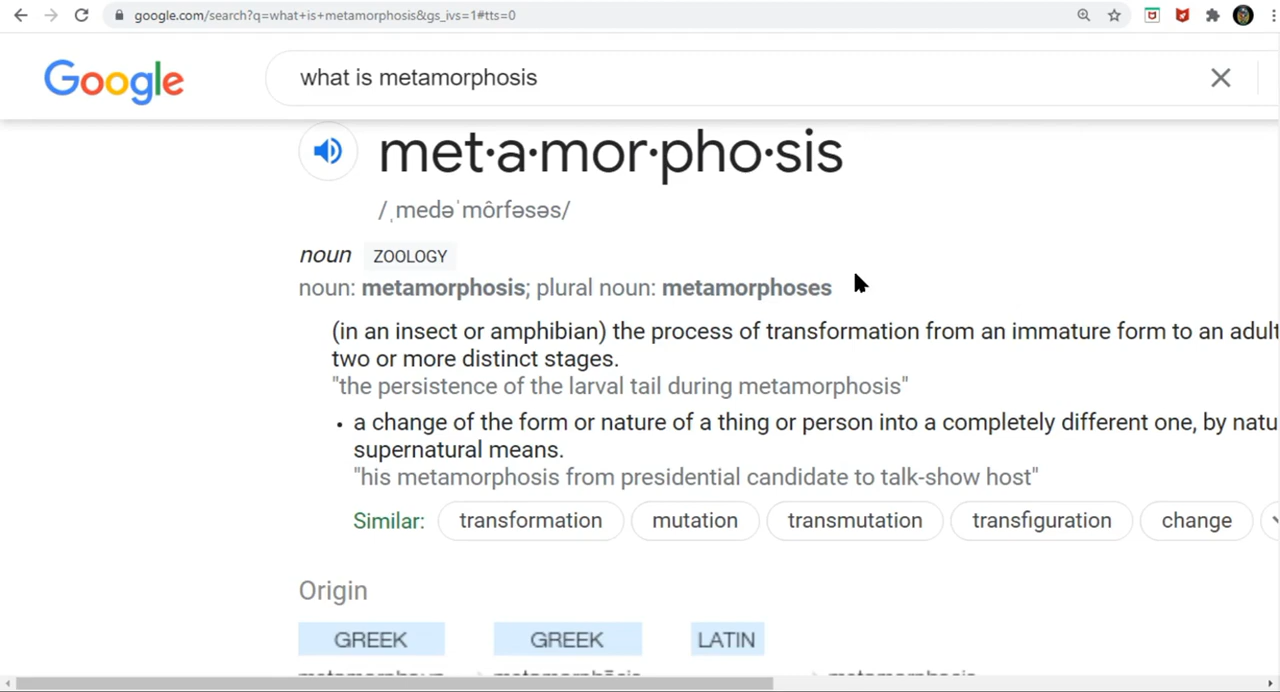 google.com/search?q=what+is+metamorphosis&gs_ivs=1#tts=0
Google what is metamorphosis
met·a·mor·pho·sis
/ˌmedəˈmôrfəsəs/
noun ZOOLOGY
noun: metamorphosis; plural noun: metamorphoses
(in an insect or amphibian) the process of transformation from an immature form to an adult
two or more distinct stages.
"the persistence of the larval tail during metamorphosis"
• a change of the form or nature of a thing or person into a completely different one, by natu
supernatural means.
"his metamorphosis from presidential candidate to talk-show host"
Similar: transformation mutation transmutation transfiguration change
Origin
GREEK GREEK LATIN